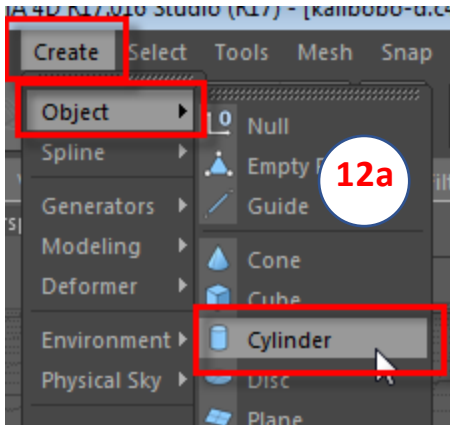 4D R17.016 Studio (R17) - [kalibobo-d.c4
Create Select Tools Mesh Snap
Object
Null
Spline
Empty P
12a
Generators
Guide
Modeling
Cone
Deformer
Cube
Environment
Cylinder
Physical Sky
Disc
Plane